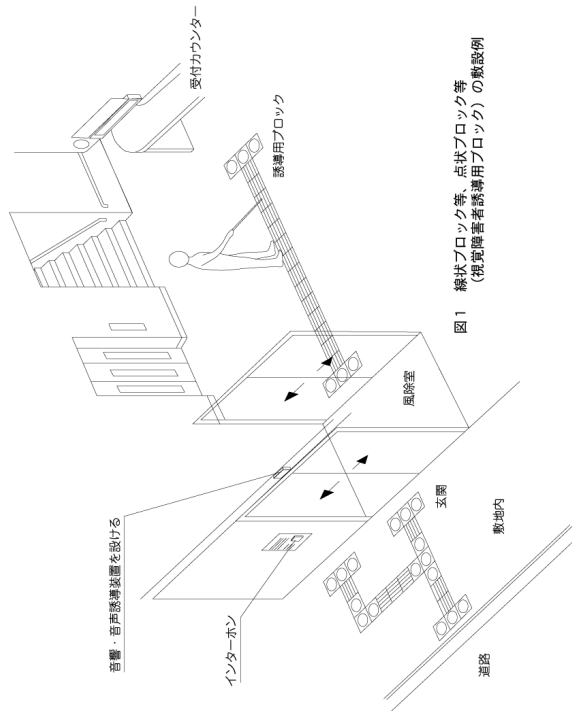 受付カウンター
誘導用ブロック
音響・音声誘導装置を設ける
インターホン
風除室
玄関
敷地内
道路
図1 線状ブロック等、点状ブロック等
（視覚障害者誘導用ブロック）の敷設例